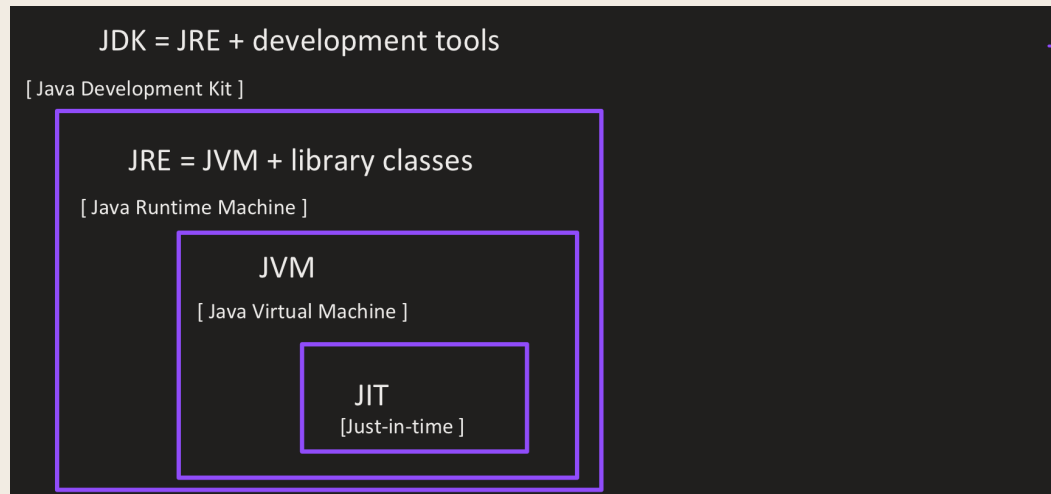 JDK = JRE + development tools
[ Java Development Kit ]
JRE = JVM + library classes
[ Java Runtime Machine ]
JVM
[ Java Virtual Machine ]
JIT
[Just-in-time ]